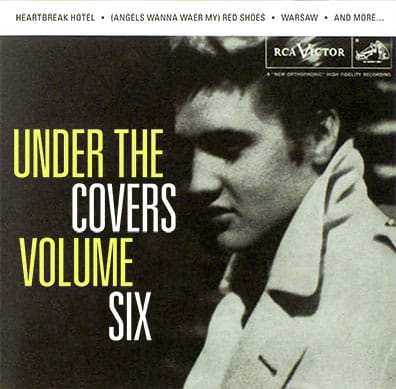 HEARTBREAK HOTEL • (ANGELS WANNA WAER MY) RED SHOES • WARSAW • AND MORE...
RCA VICTOR
A "NEW ORTHOPHONIC" HIGH FIDELITY RECORDING
UNDER THE
COVERS
VOLUME
SIX